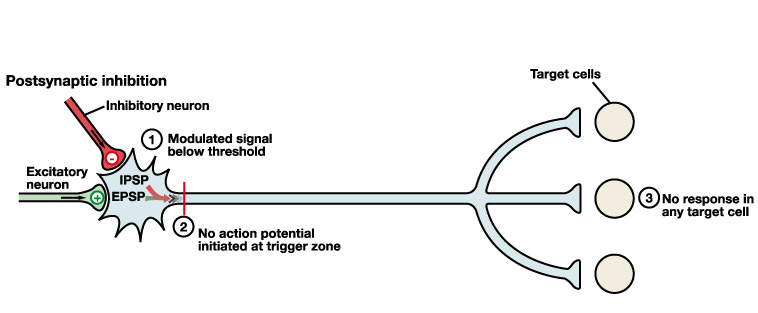 Target cells
Postsynaptic inhibition
Inhibitory neuron
1 Modulated signal
below threshold
Excitatory
neuron
IPSP
EPSP
−
+
2 No action potential
initiated at trigger zone
3 No response in
any target cell